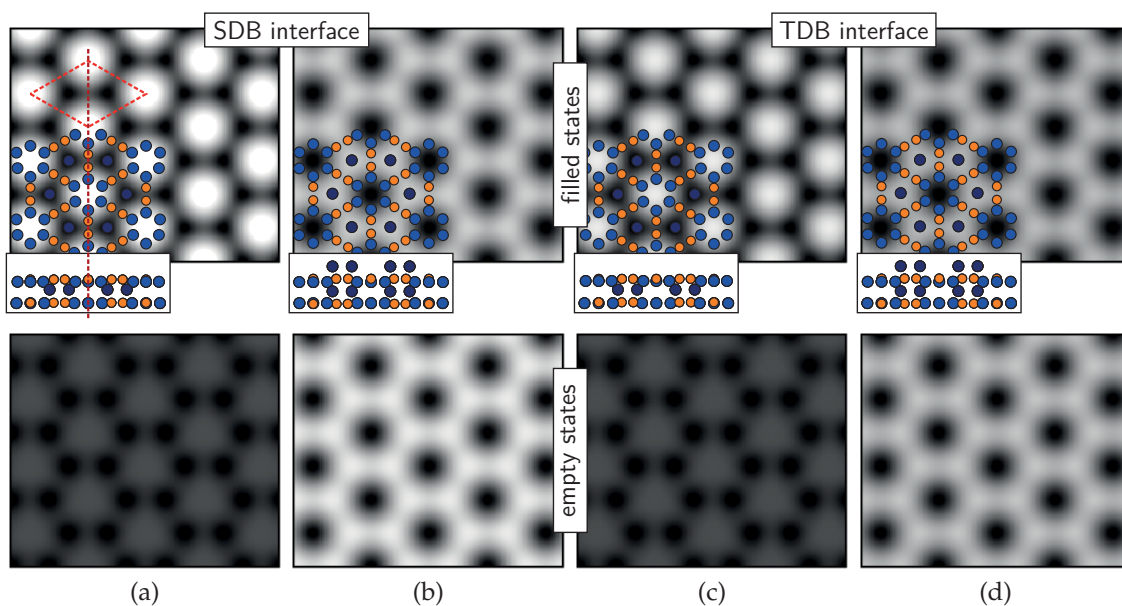 SDB interface
TDB interface
filled states
empty states
(a)
(b)
(c)
(d)